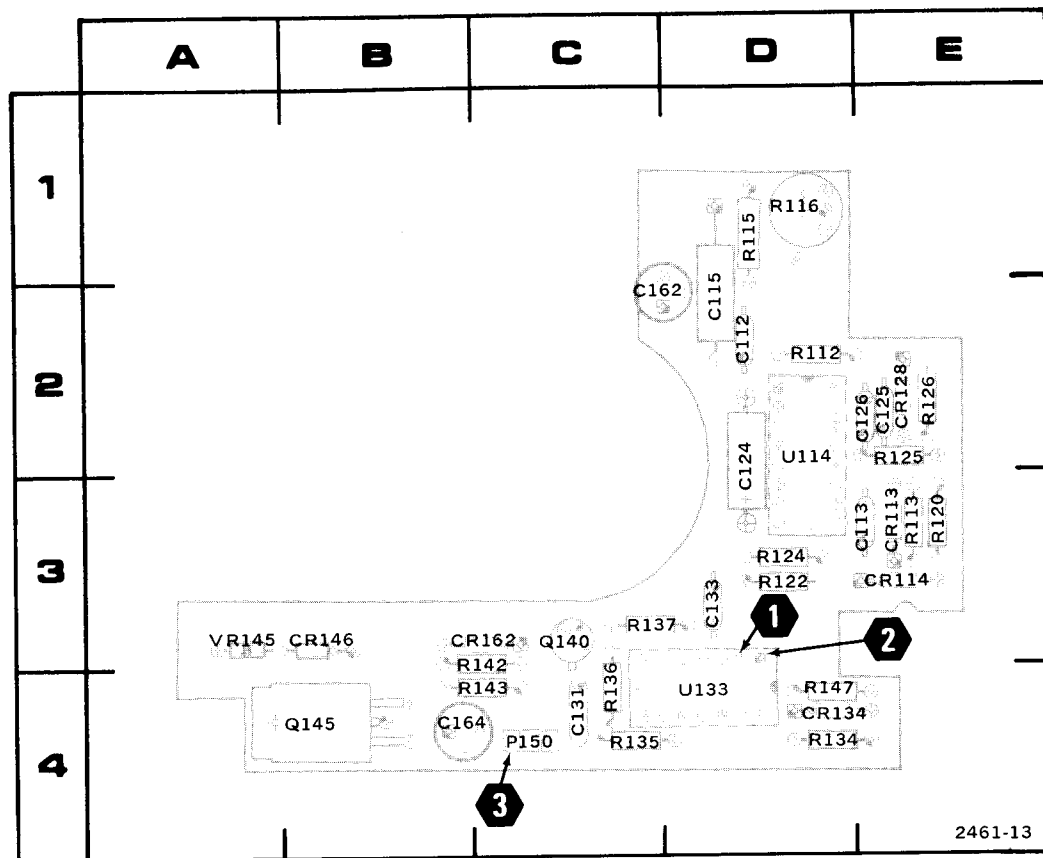 A B C D E
1
R116
R115
C162
C115
C112
R112
2
CR128
R126
C126
C125
C124
U114
R125
C113
CR113
R113
R120
3
R124
R122
CR114
C133
1
R137
2
VR145
CR146
CR162
Q140
R142
R136
U133
R143
R147
C131
Q145
C164
CR134
P150
R135
R134
4
3
2461-13